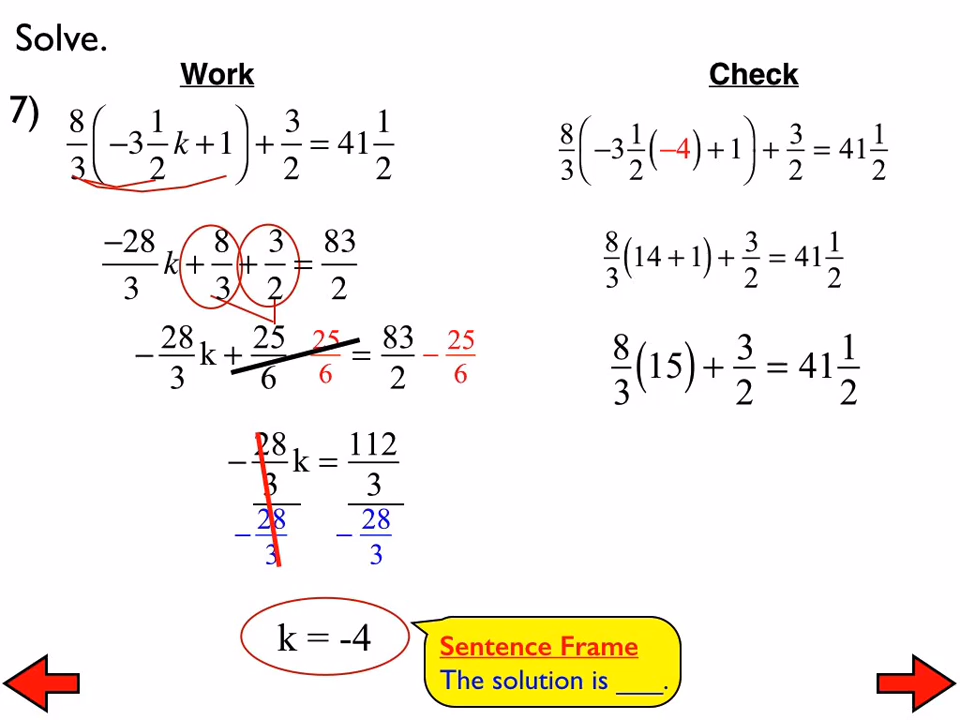 Solve.
Work
7) 8/3(−3 1/2 k + 1) + 3/2 = 41 1/2
−28/3 k + 8/3 + 3/2 = 83/2
− 28/3 k + 25/6 − 25/6 = 83/2 − 25/6
− 28/3 k = 112/3
− 28/3 − 28/3
k = -4
Sentence Frame
The solution is ___.
Check
8/3(−3 1/2(−4) + 1) + 3/2 = 41 1/2
8/3(14 + 1) + 3/2 = 41 1/2
8/3(15) + 3/2 = 41 1/2